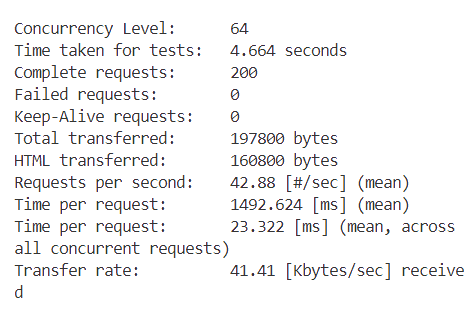 Concurrency Level:      64
Time taken for tests:   4.664 seconds
Complete requests:      200
Failed requests:        0
Keep-Alive requests:    0
Total transferred:      197800 bytes
HTML transferred:       160800 bytes
Requests per second:    42.88 [#/sec] (mean)
Time per request:       1492.624 [ms] (mean)
Time per request:       23.322 [ms] (mean, across
all concurrent requests)
Transfer rate:          41.41 [Kbytes/sec] receive
d